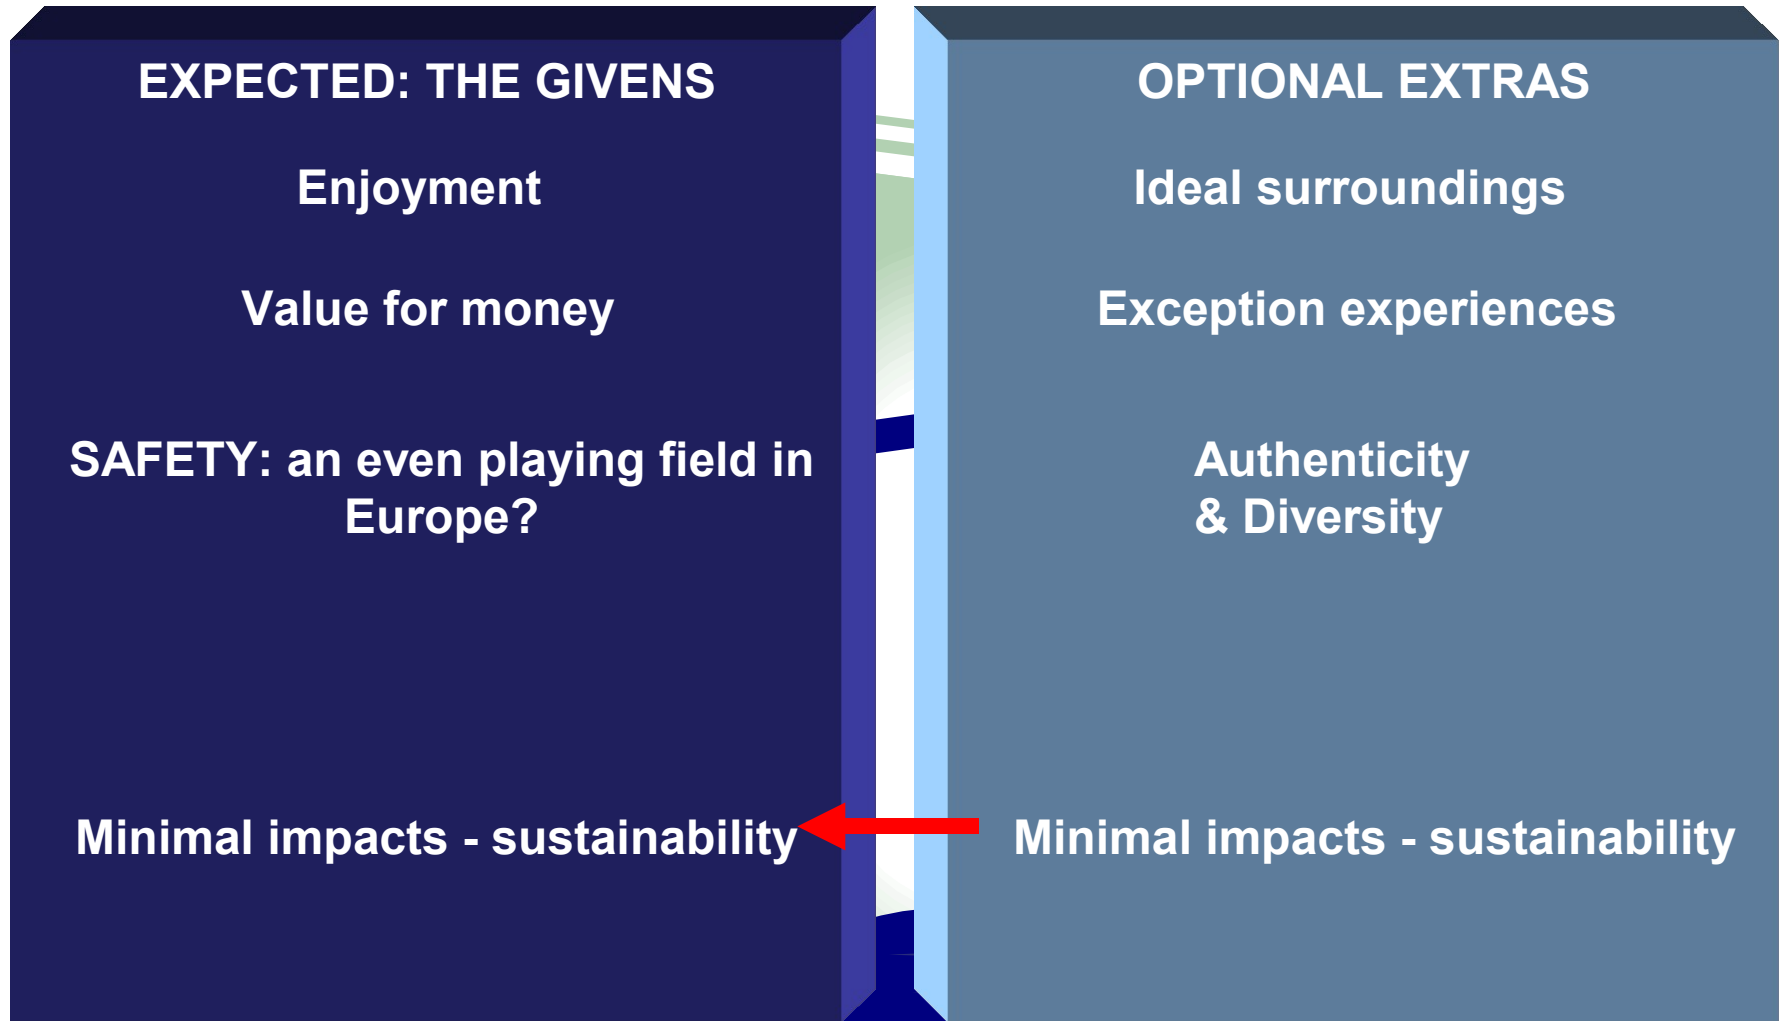 EXPECTED: THE GIVENS
Enjoyment
Value for money
SAFETY: an even playing field in
Europe?
Minimal impacts - sustainability
OPTIONAL EXTRAS
Ideal surroundings
Exception experiences
Authenticity
& Diversity
Minimal impacts - sustainability